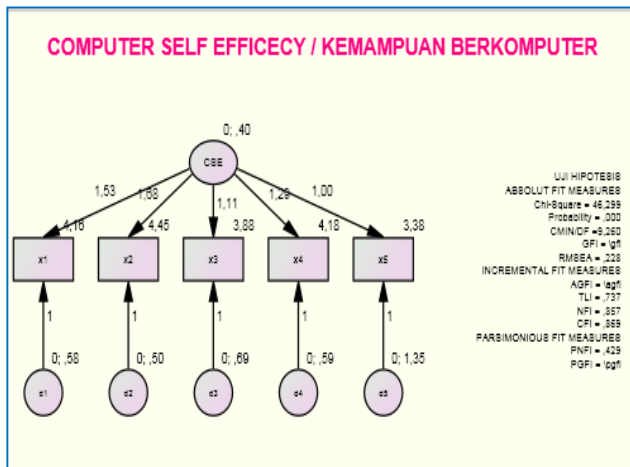 COMPUTER SELF EFFICECY / KEMAMPUAN BERKOMPUTER
0; ,40
CSE
1,53
1,68
1,11
1,29
1,00
4,16
4,45
3,88
4,18
3,38
x1
x2
x3
x4
x5
1
1
1
1
1
0; ,58
0; ,50
0; ,69
0; ,59
0; 1,35
d1
d2
d3
d4
d5
UJI HIPOTESIS
ABSOLUT FIT MEASURES
Chi-Square = 46,299
Probability = ,000
CMIN/DF =9,260
GFI = \gfi
RMSEA = ,228
INCREMENTAL FIT MEASURES
AGFI = \agfi
TLI = ,737
NFI = ,857
CFI = ,869
PARSIMONIOUS FIT MEASURES
PNFI = ,429
PGFI = \pgfi